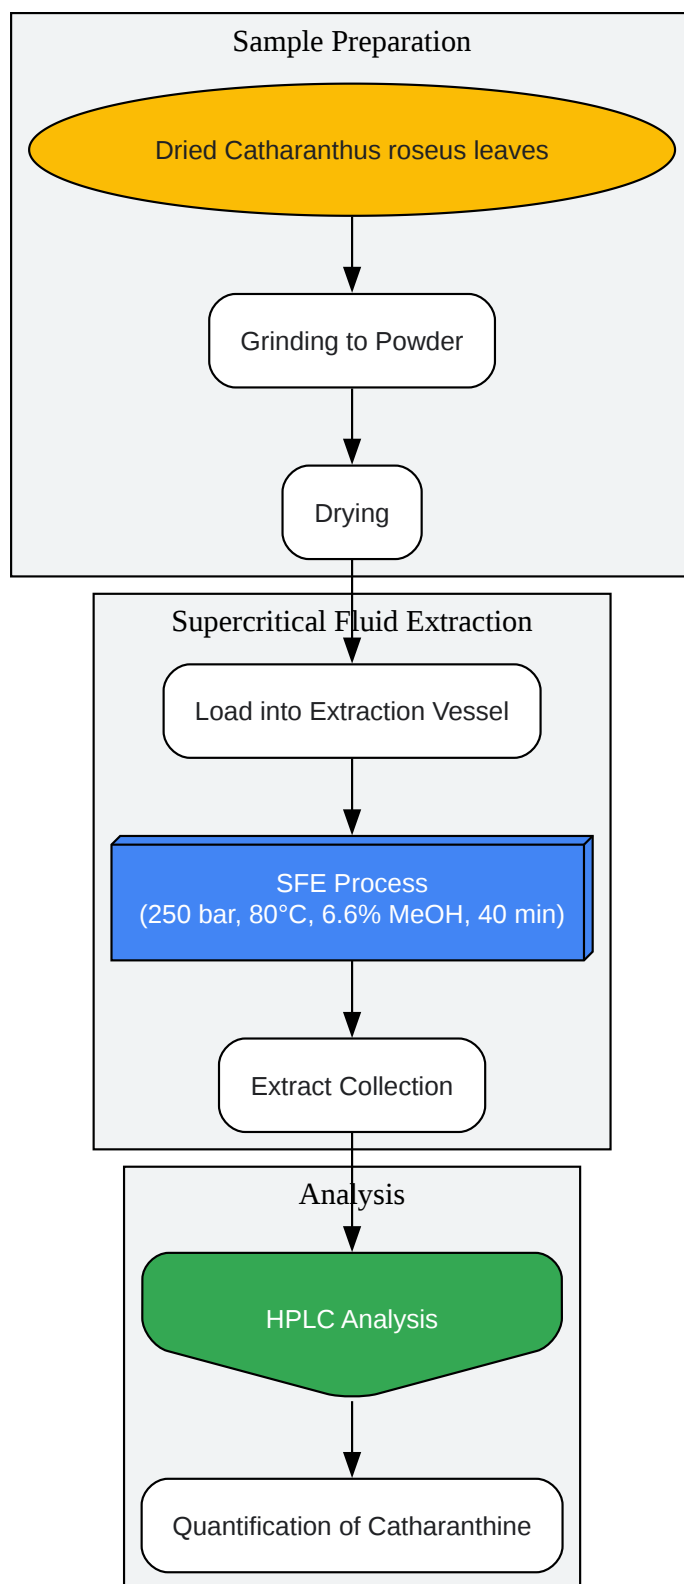 Sample Preparation
Dried Catharanthus roseus leaves
Grinding to Powder
Drying
Supercritical Fluid Extraction
Load into Extraction Vessel
SFE Process
(250 bar, 80°C, 6.6% MeOH, 40 min)
Extract Collection
Analysis
HPLC Analysis
Quantification of Catharanthine